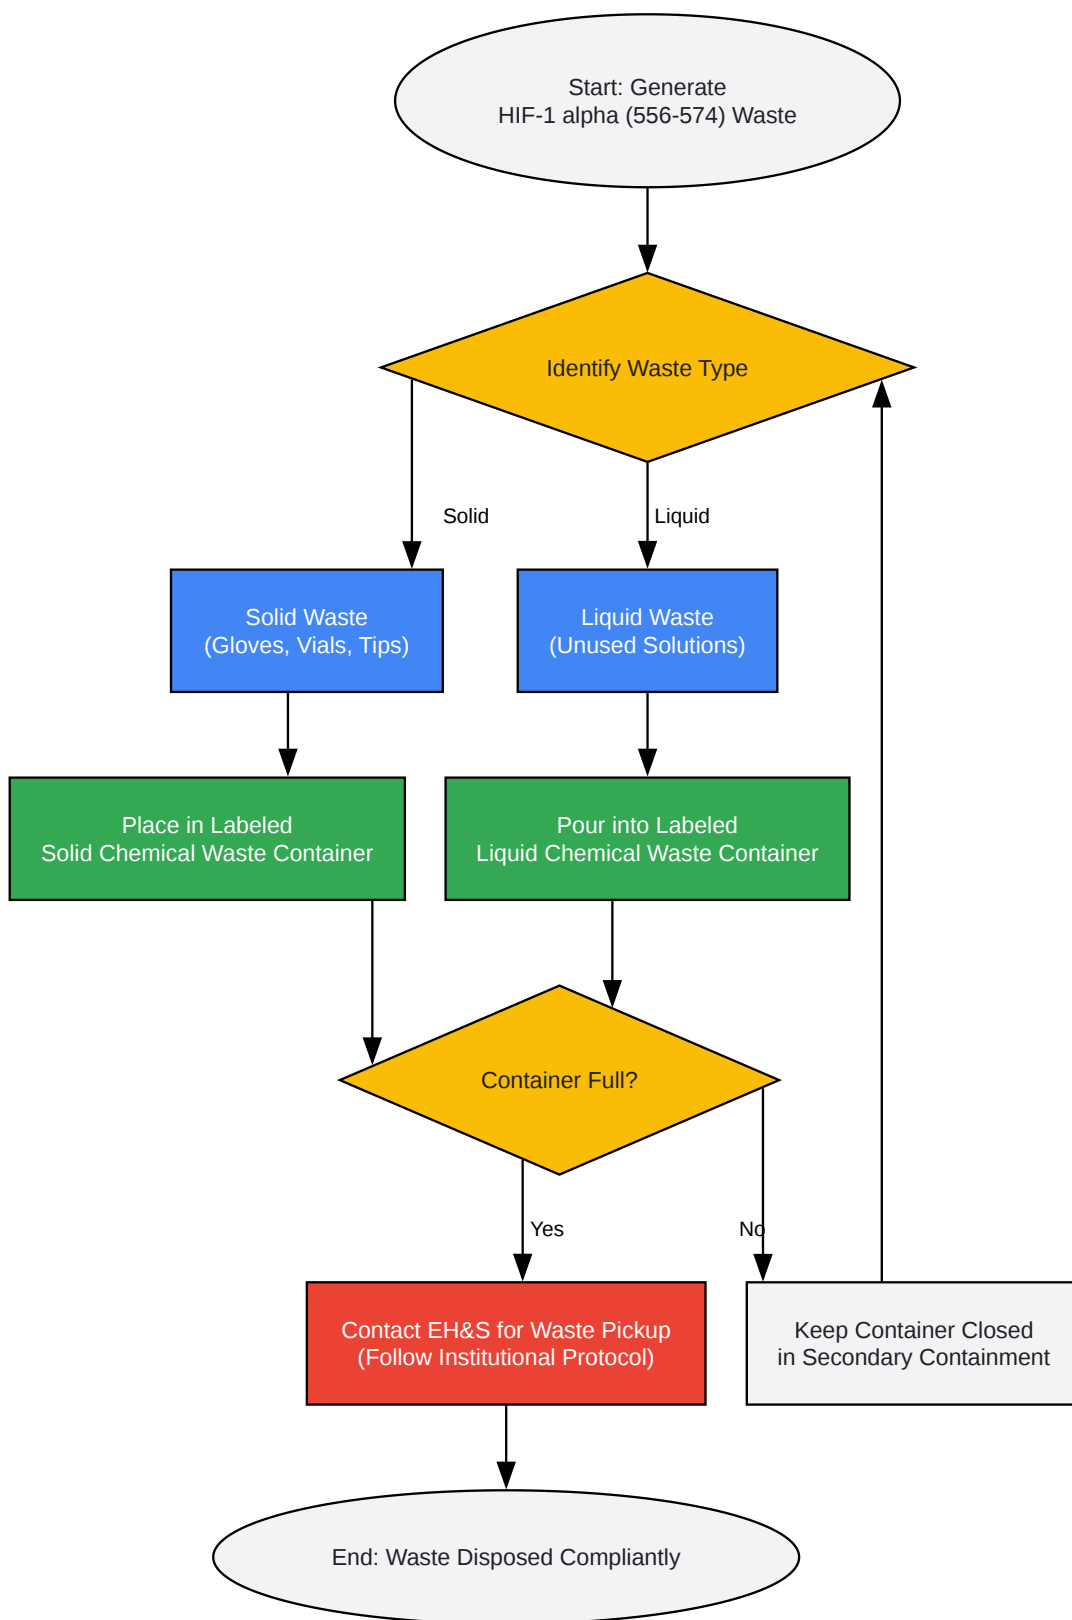 Start: Generate
HIF-1 alpha (556-574) Waste
Identify Waste Type
Solid
Liquid
Solid Waste
(Gloves, Vials, Tips)
Liquid Waste
(Unused Solutions)
Place in Labeled
Solid Chemical Waste Container
Pour into Labeled
Liquid Chemical Waste Container
Container Full?
Yes
No
Contact EH&S for Waste Pickup
(Follow Institutional Protocol)
Keep Container Closed
in Secondary Containment
End: Waste Disposed Compliantly